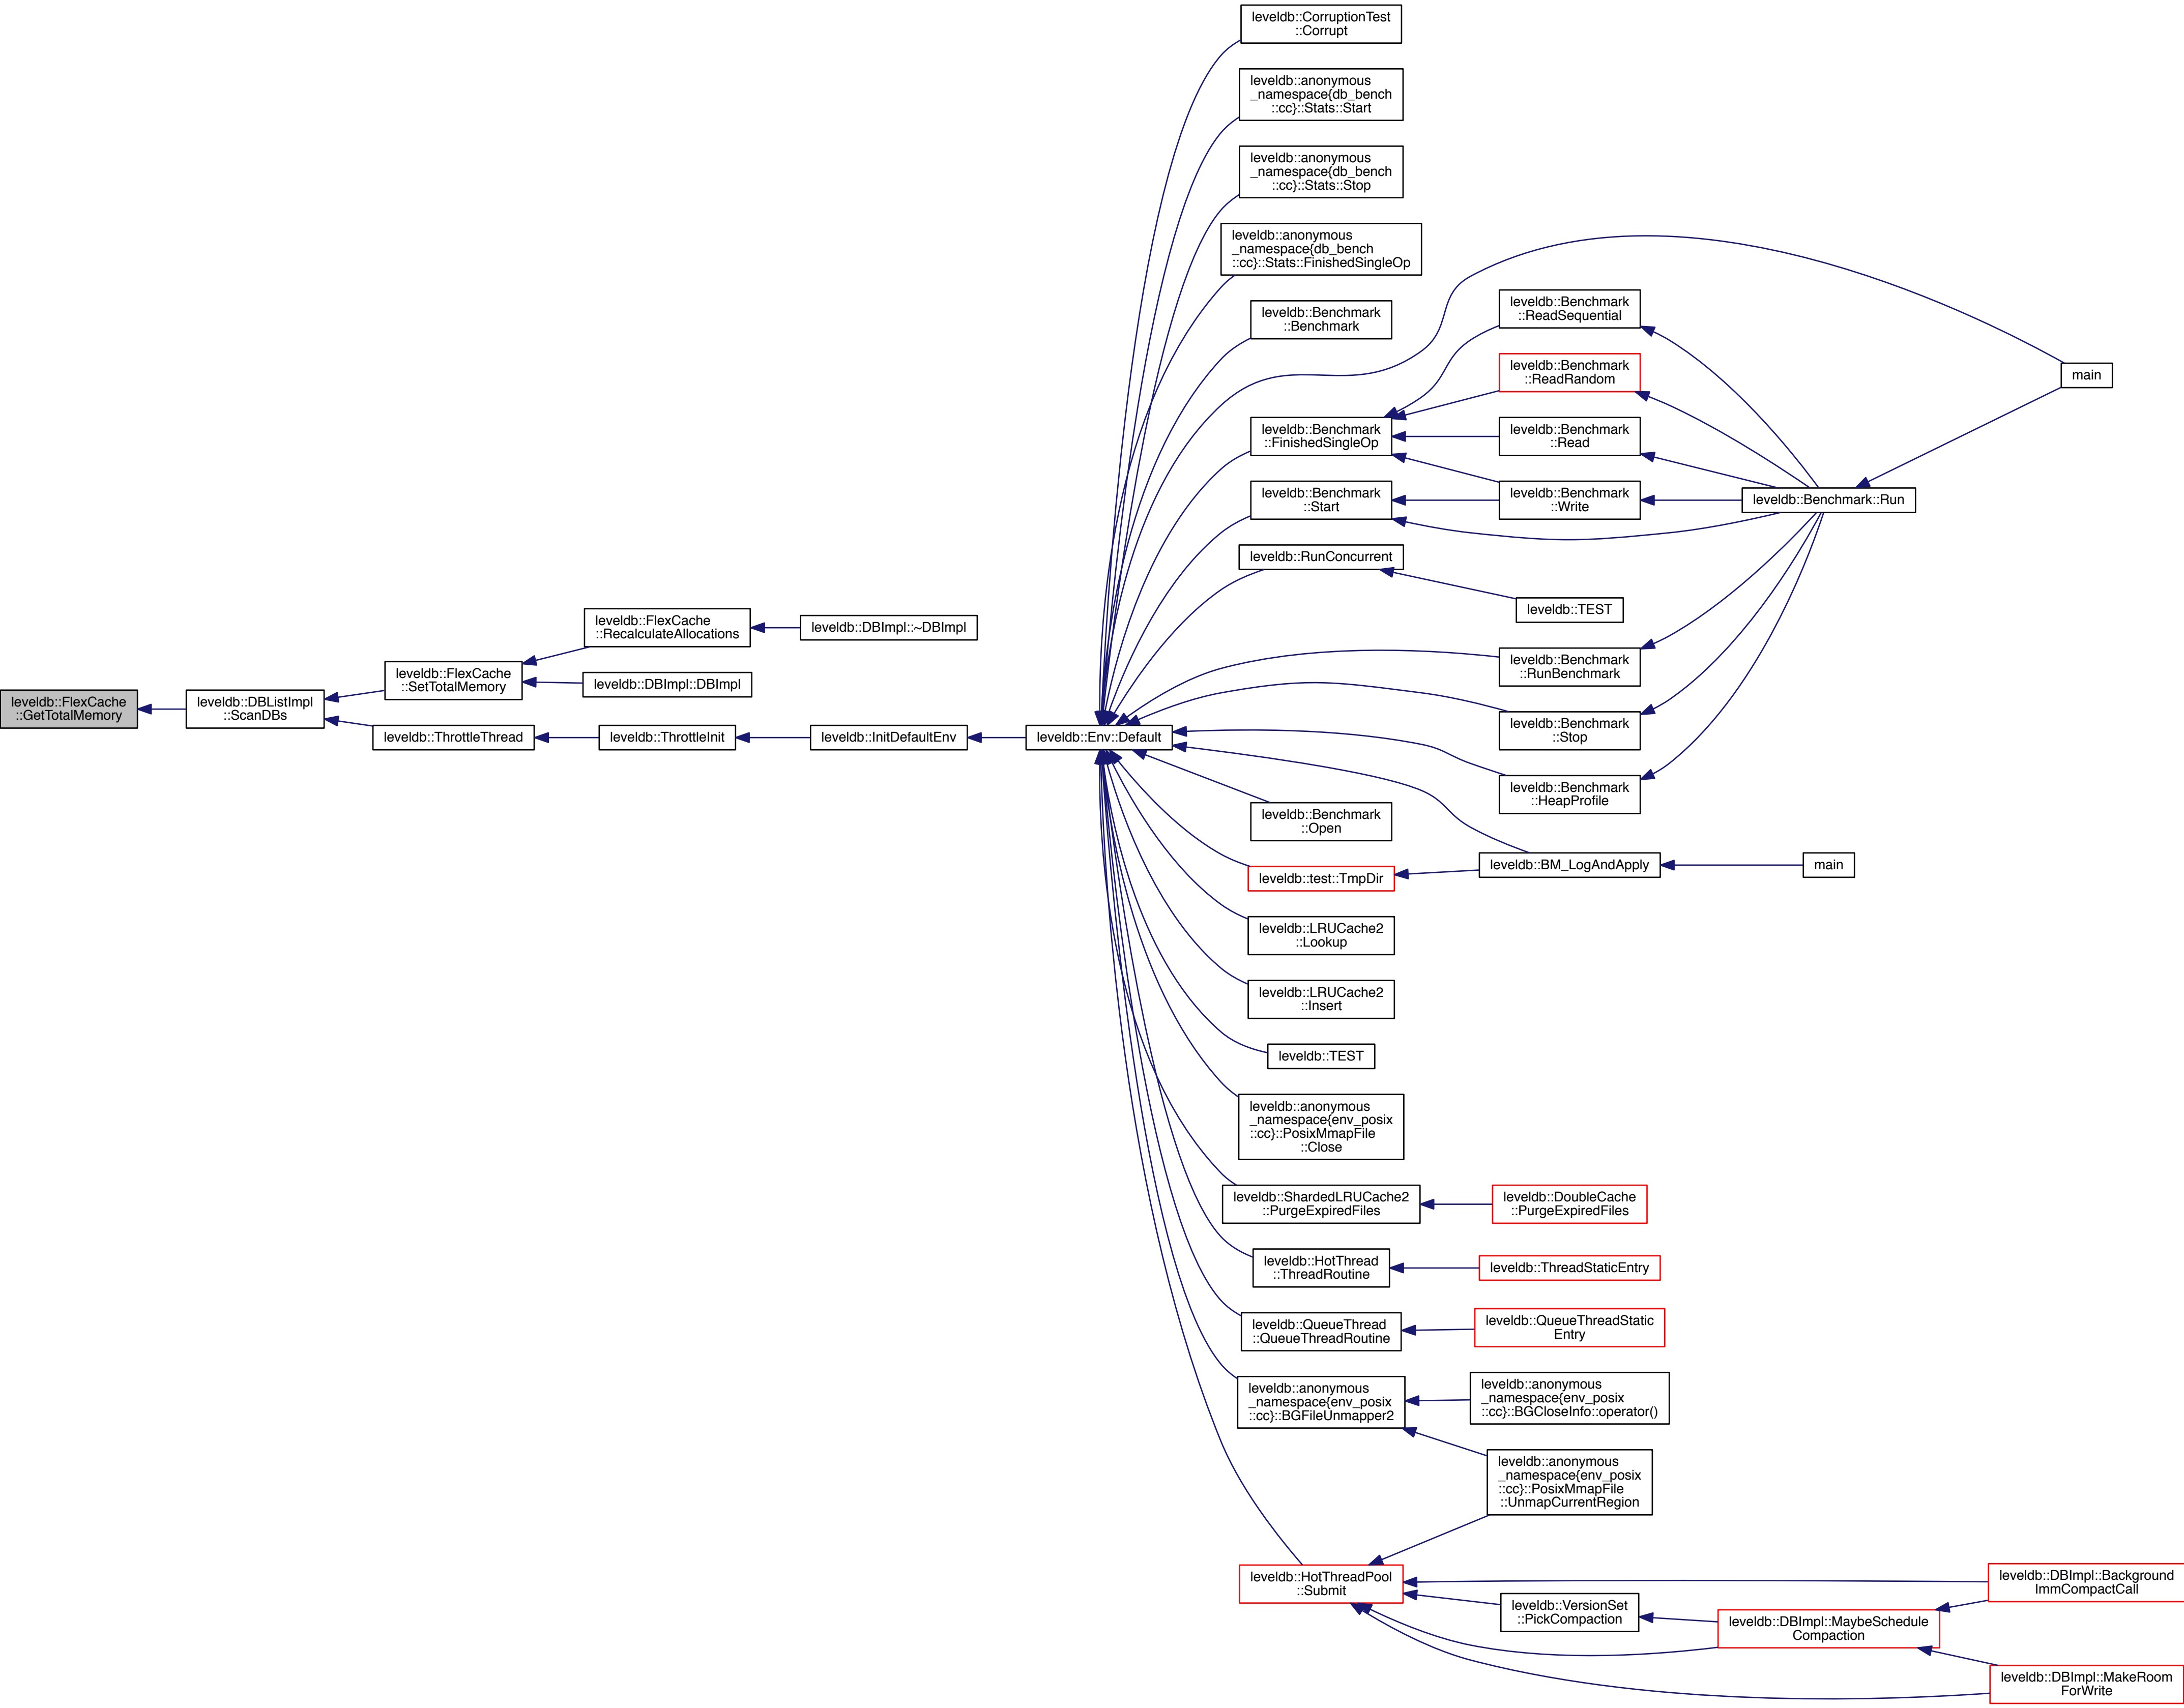 leveldb::CorruptionTest
::Corrupt
leveldb::anonymous
_namespace{db_bench
::cc}::Stats::Start
leveldb::anonymous
_namespace{db_bench
::cc}::Stats::Stop
leveldb::anonymous
_namespace{db_bench
::cc}::Stats::FinishedSingleOp
leveldb::Benchmark
::Benchmark
leveldb::Benchmark
::ReadSequential
leveldb::Benchmark
::ReadRandom
main
leveldb::Benchmark
::FinishedSingleOp
leveldb::Benchmark
::Read
leveldb::Benchmark
::Start
leveldb::Benchmark
::Write
leveldb::Benchmark::Run
leveldb::RunConcurrent
leveldb::TEST
leveldb::FlexCache
::RecalculateAllocations
leveldb::DBImpl::~DBImpl
leveldb::FlexCache
::SetTotalMemory
leveldb::DBImpl::DBImpl
leveldb::Benchmark
::RunBenchmark
leveldb::FlexCache
::GetTotalMemory
leveldb::DBListImpl
::ScanDBs
leveldb::ThrottleThread
leveldb::ThrottleInit
leveldb::InitDefaultEnv
leveldb::Env::Default
leveldb::Benchmark
::Stop
leveldb::Benchmark
::HeapProfile
leveldb::Benchmark
::Open
leveldb::test::TmpDir
leveldb::BM_LogAndApply
main
leveldb::LRUCache2
::Lookup
leveldb::LRUCache2
::Insert
leveldb::TEST
leveldb::anonymous
_namespace{env_posix
::cc}::PosixMmapFile
::Close
leveldb::ShardedLRUCache2
::PurgeExpiredFiles
leveldb::DoubleCache
::PurgeExpiredFiles
leveldb::HotThread
::ThreadRoutine
leveldb::ThreadStaticEntry
leveldb::QueueThread
::QueueThreadRoutine
leveldb::QueueThreadStatic
Entry
leveldb::anonymous
_namespace{env_posix
::cc}::BGFileUnmapper2
leveldb::anonymous
_namespace{env_posix
::cc}::BGCloseInfo::operator()
leveldb::anonymous
_namespace{env_posix
::cc}::PosixMmapFile
::UnmapCurrentRegion
leveldb::HotThreadPool
::Submit
leveldb::VersionSet
::PickCompaction
leveldb::DBImpl::MaybeSchedule
Compaction
leveldb::DBImpl::Background
ImmCompactCall
leveldb::DBImpl::MakeRoom
ForWrite